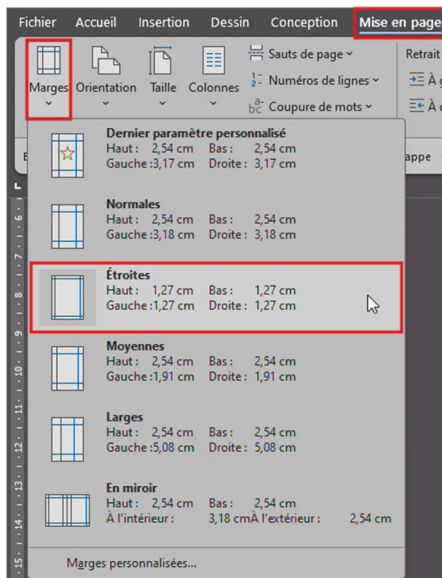 Fichier Accueil Insertion Dessin Conception Mise en page
Marges Orientation Taille Colonnes
Sauts de page
Numéros de lignes
Coupure de mots
Retrait
À
À
appe
Dernier paramètre personnalisé
Haut : 2,54 cm Bas : 2,54 cm
Gauche :3,17 cm Droite : 3,17 cm
Normales
Haut : 2,54 cm Bas : 2,54 cm
Gauche :3,18 cm Droite : 3,18 cm
Étroites
Haut : 1,27 cm Bas : 1,27 cm
Gauche :1,27 cm Droite : 1,27 cm
Moyennes
Haut : 2,54 cm Bas : 2,54 cm
Gauche :1,91 cm Droite : 1,91 cm
Larges
Haut : 2,54 cm Bas : 2,54 cm
Gauche :5,08 cm Droite : 5,08 cm
En miroir
Haut : 2,54 cm Bas : 2,54 cm
À l'intérieur : 3,18 cmÀ l'extérieur : 2,54 cm
Marges personnalisées...